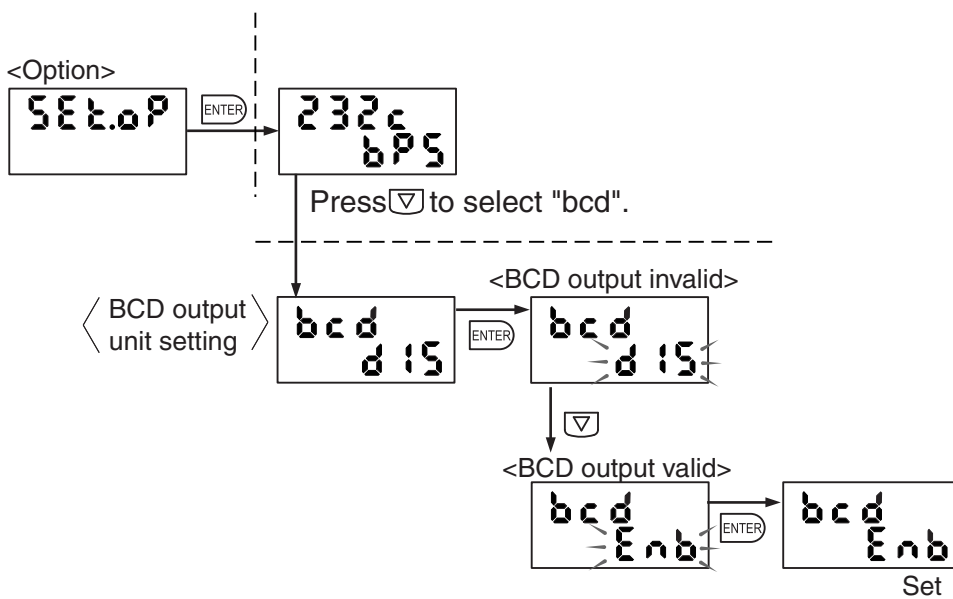 <Option>
SEt.oP
ENTER
232c
bPS
Press to select "bcd".
BCD output
unit setting
bcd
dIS
ENTER
<BCD output invalid>
bcd
dIS
<BCD output valid>
bcd
Enb
ENTER
bcd
Enb
Set